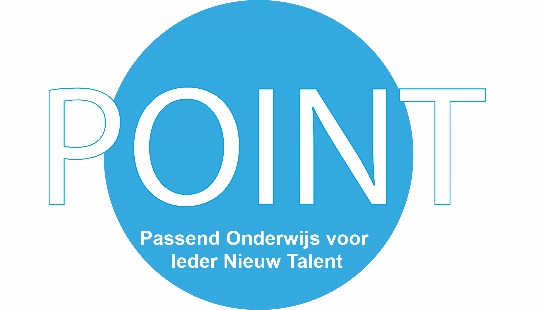 POINT
Passend Onderwijs voor
Ieder Nieuw Talent